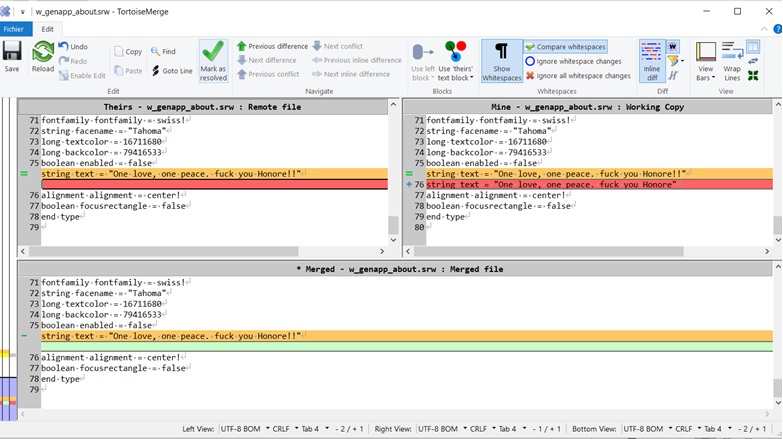 w_genapp_about.srw - TortoiseMerge
Fichier Edit
Save Reload Undo Redo Enable Edit Copy Paste Find Goto Line Mark as resolved
Previous difference Next difference Previous conflict Next conflict Previous inline difference Next inline difference
Use left block Use 'theirs' text block
Show Whitespaces Compare whitespaces Ignore whitespace changes Ignore all whitespace changes
Inline diff View Bars Wrap Lines
Edit Navigate Blocks Whitespaces Diff View
Theirs - w_genapp_about.srw : Remote file
71 fontfamily fontfamily = swiss!
72 string facename = "Tahoma"
73 long textcolor = 16711680
74 long backcolor = 79416533
75 boolean enabled = false
string text = "One love, one peace. fuck you Honore!!"
76 alignment alignment = center!
77 boolean focusrectangle = false
78 end type
79
Mine - w_genapp_about.srw : Working Copy
71 fontfamily fontfamily = swiss!
72 string facename = "Tahoma"
73 long textcolor = 16711680
74 long backcolor = 79416533
75 boolean enabled = false
string text = "One love, one peace. fuck you Honore!!"
76 string text = "One love, one peace. fuck you Honore"
77 alignment alignment = center!
78 boolean focusrectangle = false
79 end type
80
* Merged - w_genapp_about.srw : Merged file
71 fontfamily fontfamily = swiss!
72 string facename = "Tahoma"
73 long textcolor = 16711680
74 long backcolor = 79416533
75 boolean enabled = false
string text = "One love, one peace. fuck you Honore!!"
76 alignment alignment = center!
77 boolean focusrectangle = false
78 end type
79
Left View: UTF-8 BOM CRLF Tab 4 - 2 / + 1 Right View: UTF-8 BOM CRLF Tab 4 - 1 / + 1 Bottom View: UTF-8 BOM CRLF Tab 4 - 2 / + 1